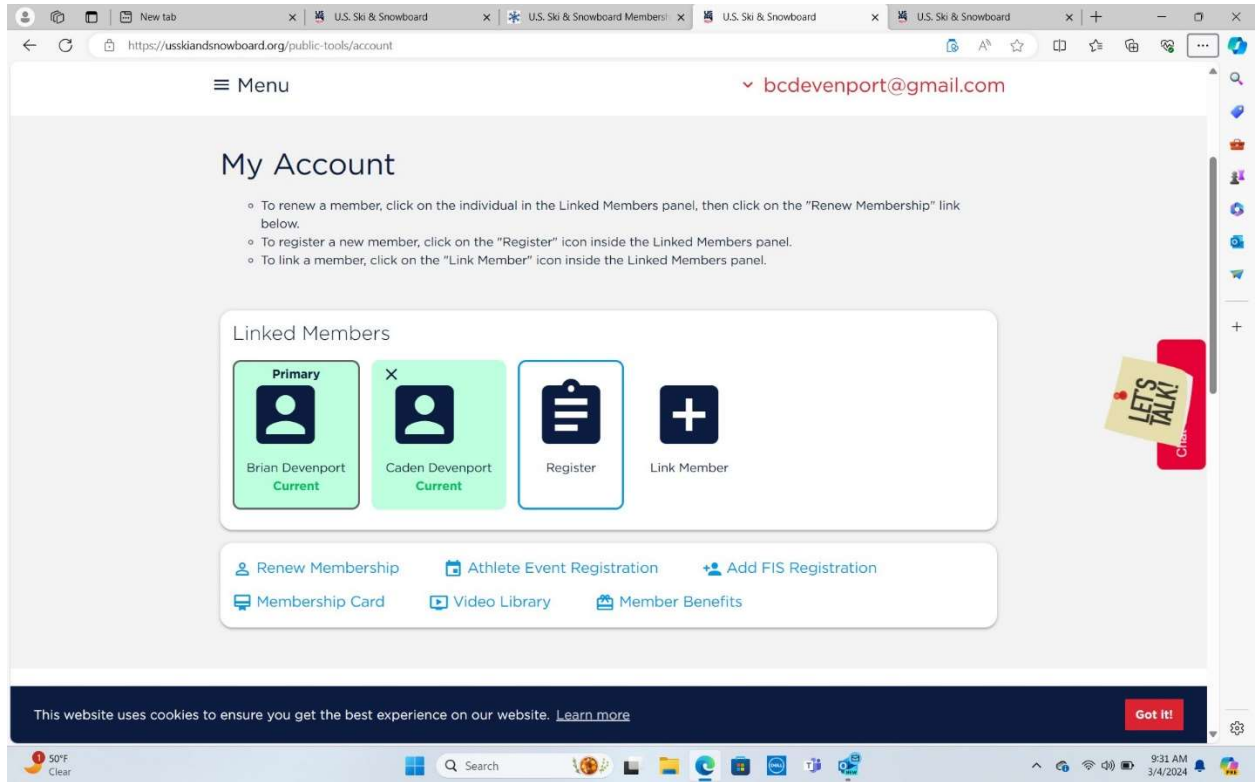 New tab
U.S. Ski & Snowboard
U.S. Ski & Snowboard Membersh
U.S. Ski & Snowboard
U.S. Ski & Snowboard
https://usskiandsnowboard.org/public-tools/account
Menu
bcdevenport@gmail.com
My Account
To renew a member, click on the individual in the Linked Members panel, then click on the "Renew Membership" link
below.
To register a new member, click on the "Register" icon inside the Linked Members panel.
To link a member, click on the "Link Member" icon inside the Linked Members panel.
Linked Members
Primary
Brian Devenport
Current
Caden Devenport
Current
Register
Link Member
LET'S
TALK!
Chat
Renew Membership
Athlete Event Registration
Add FIS Registration
Membership Card
Video Library
Member Benefits
This website uses cookies to ensure you get the best experience on our website. Learn more
Got it!
1
50°F
Clear
Search
9:31 AM
3/4/2024